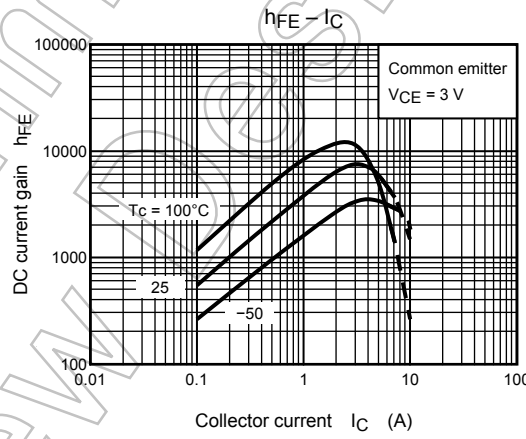 hFE – IC
Common emitter
VCE = 3 V
DC current gain hFE
100000
10000
1000
100
Tc = 100°C
25
−50
0.01
0.1
1
10
100
Collector current IC (A)